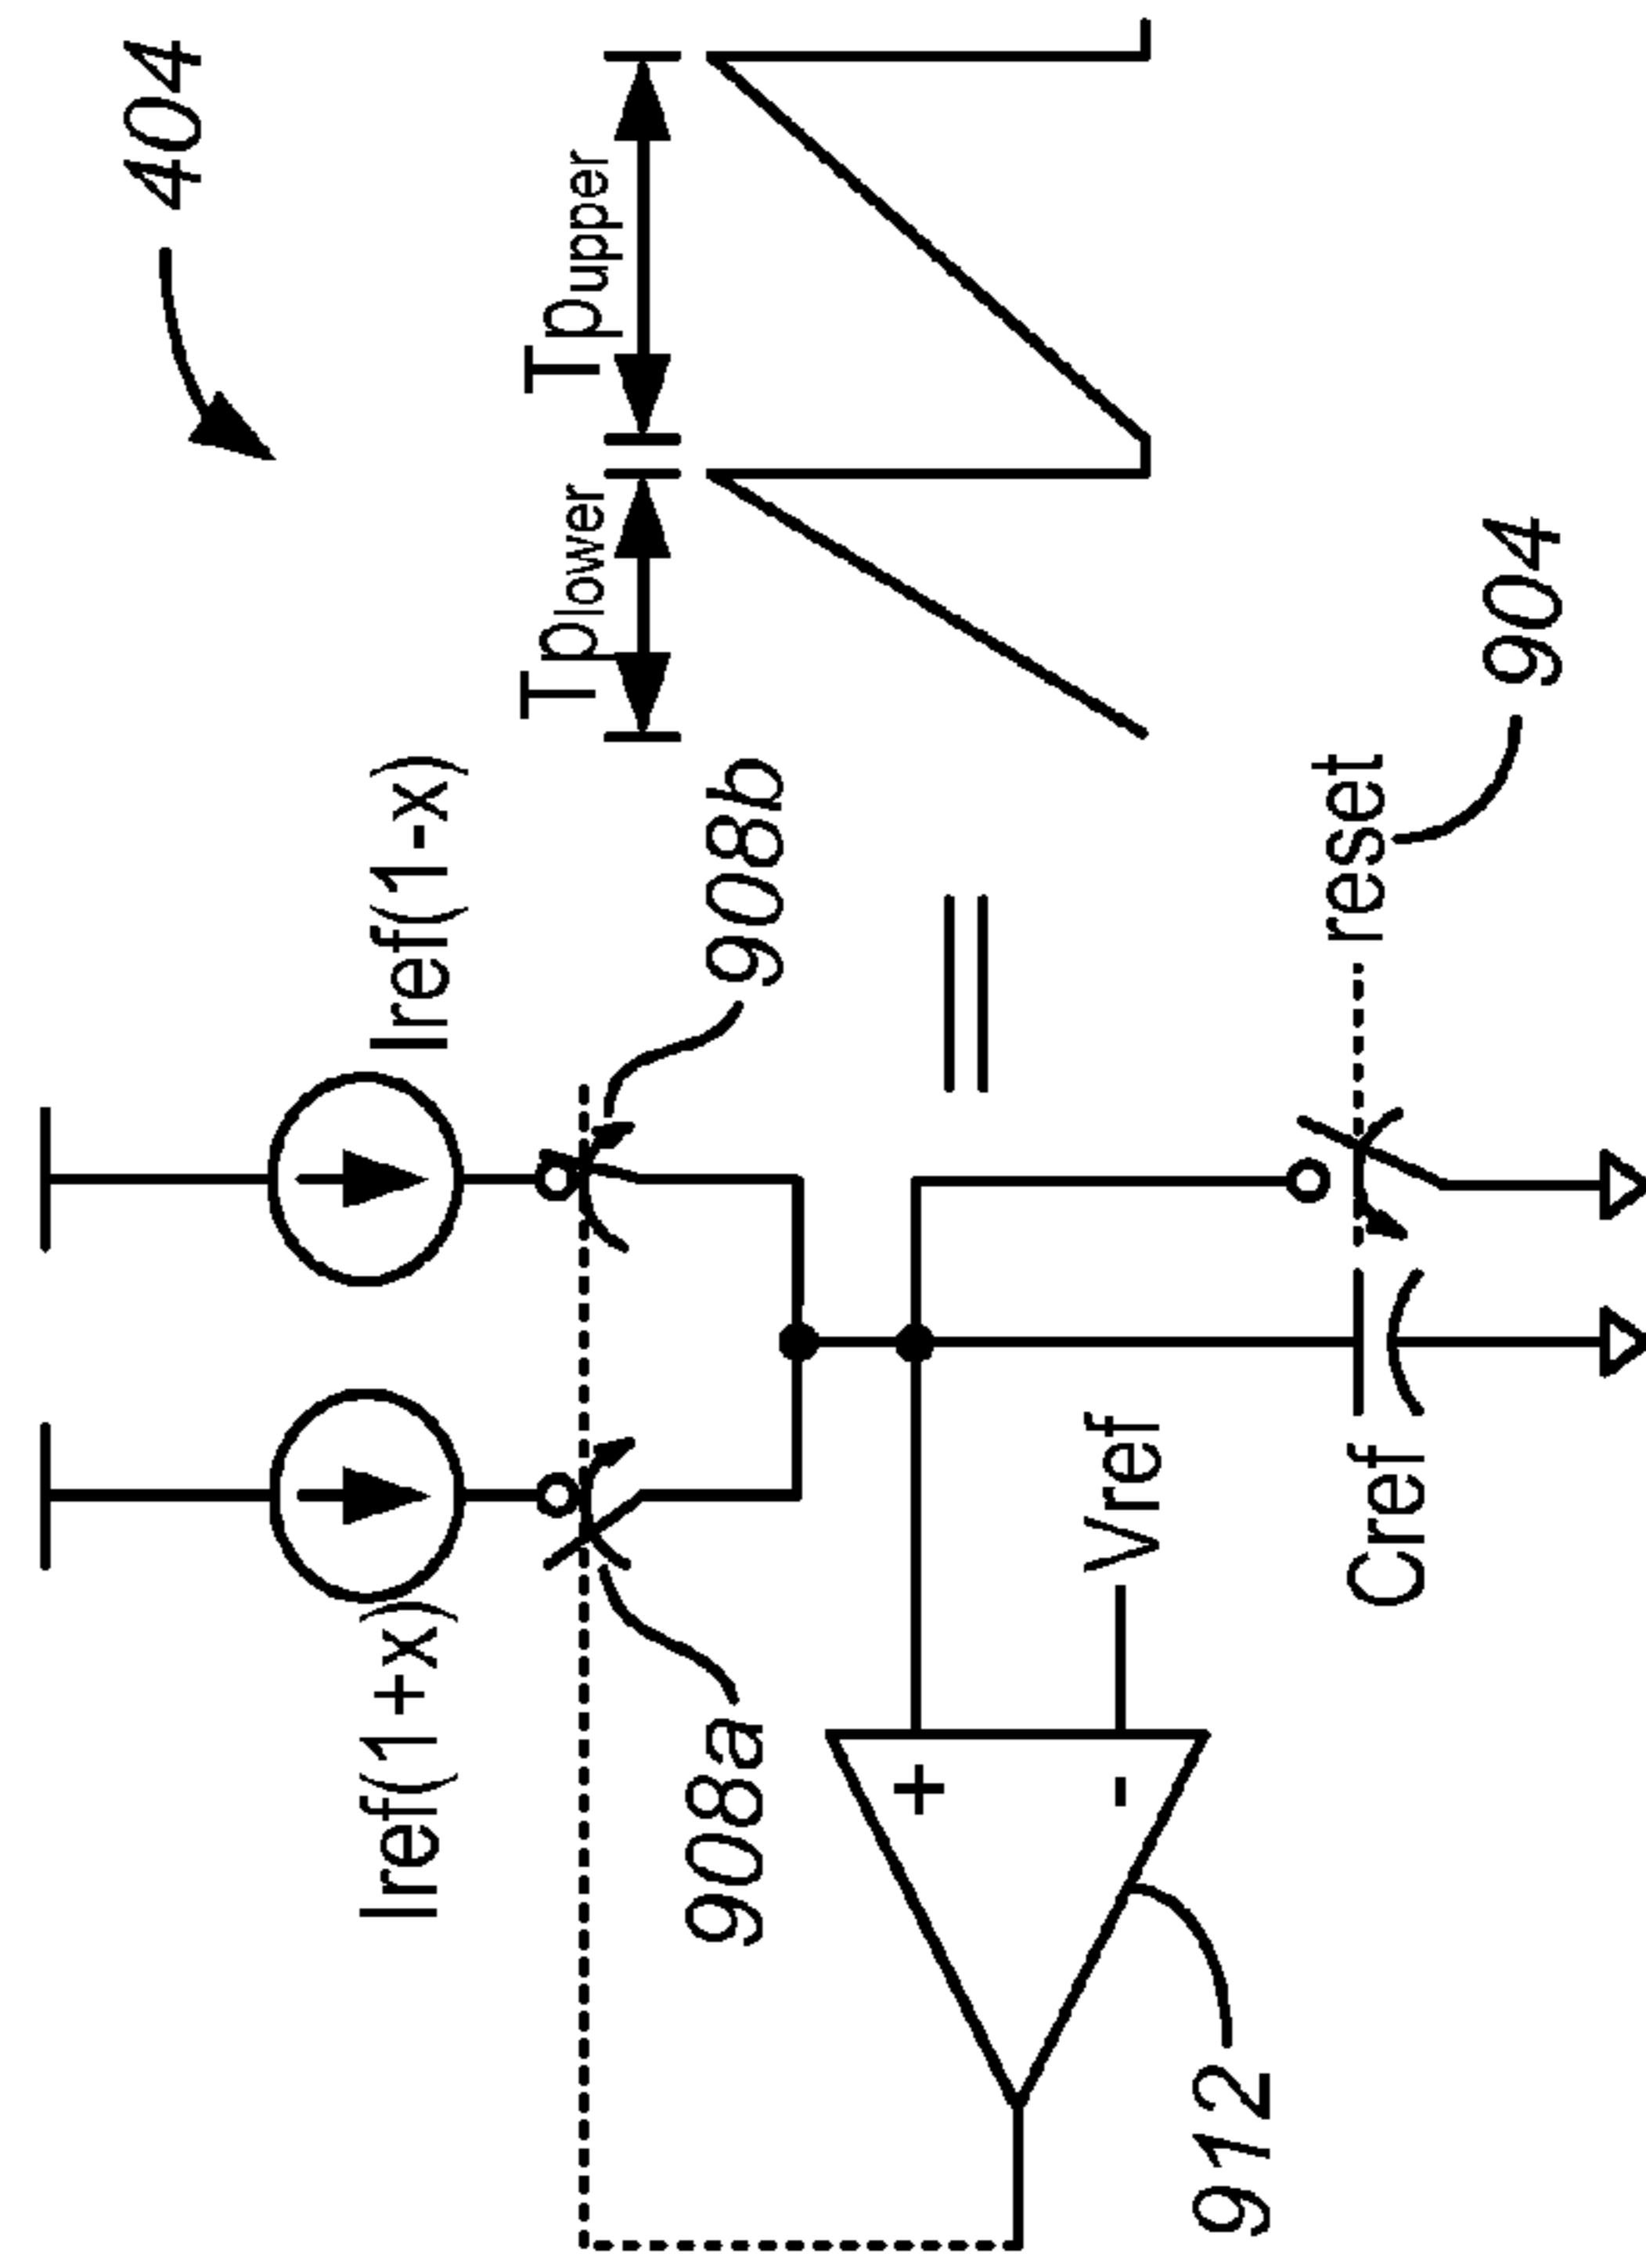 404
Tpupper
Tplower
Iref(1-x)
908b
reset
904
Iref(1+x)
908a
Vref
Cref
+
-
912